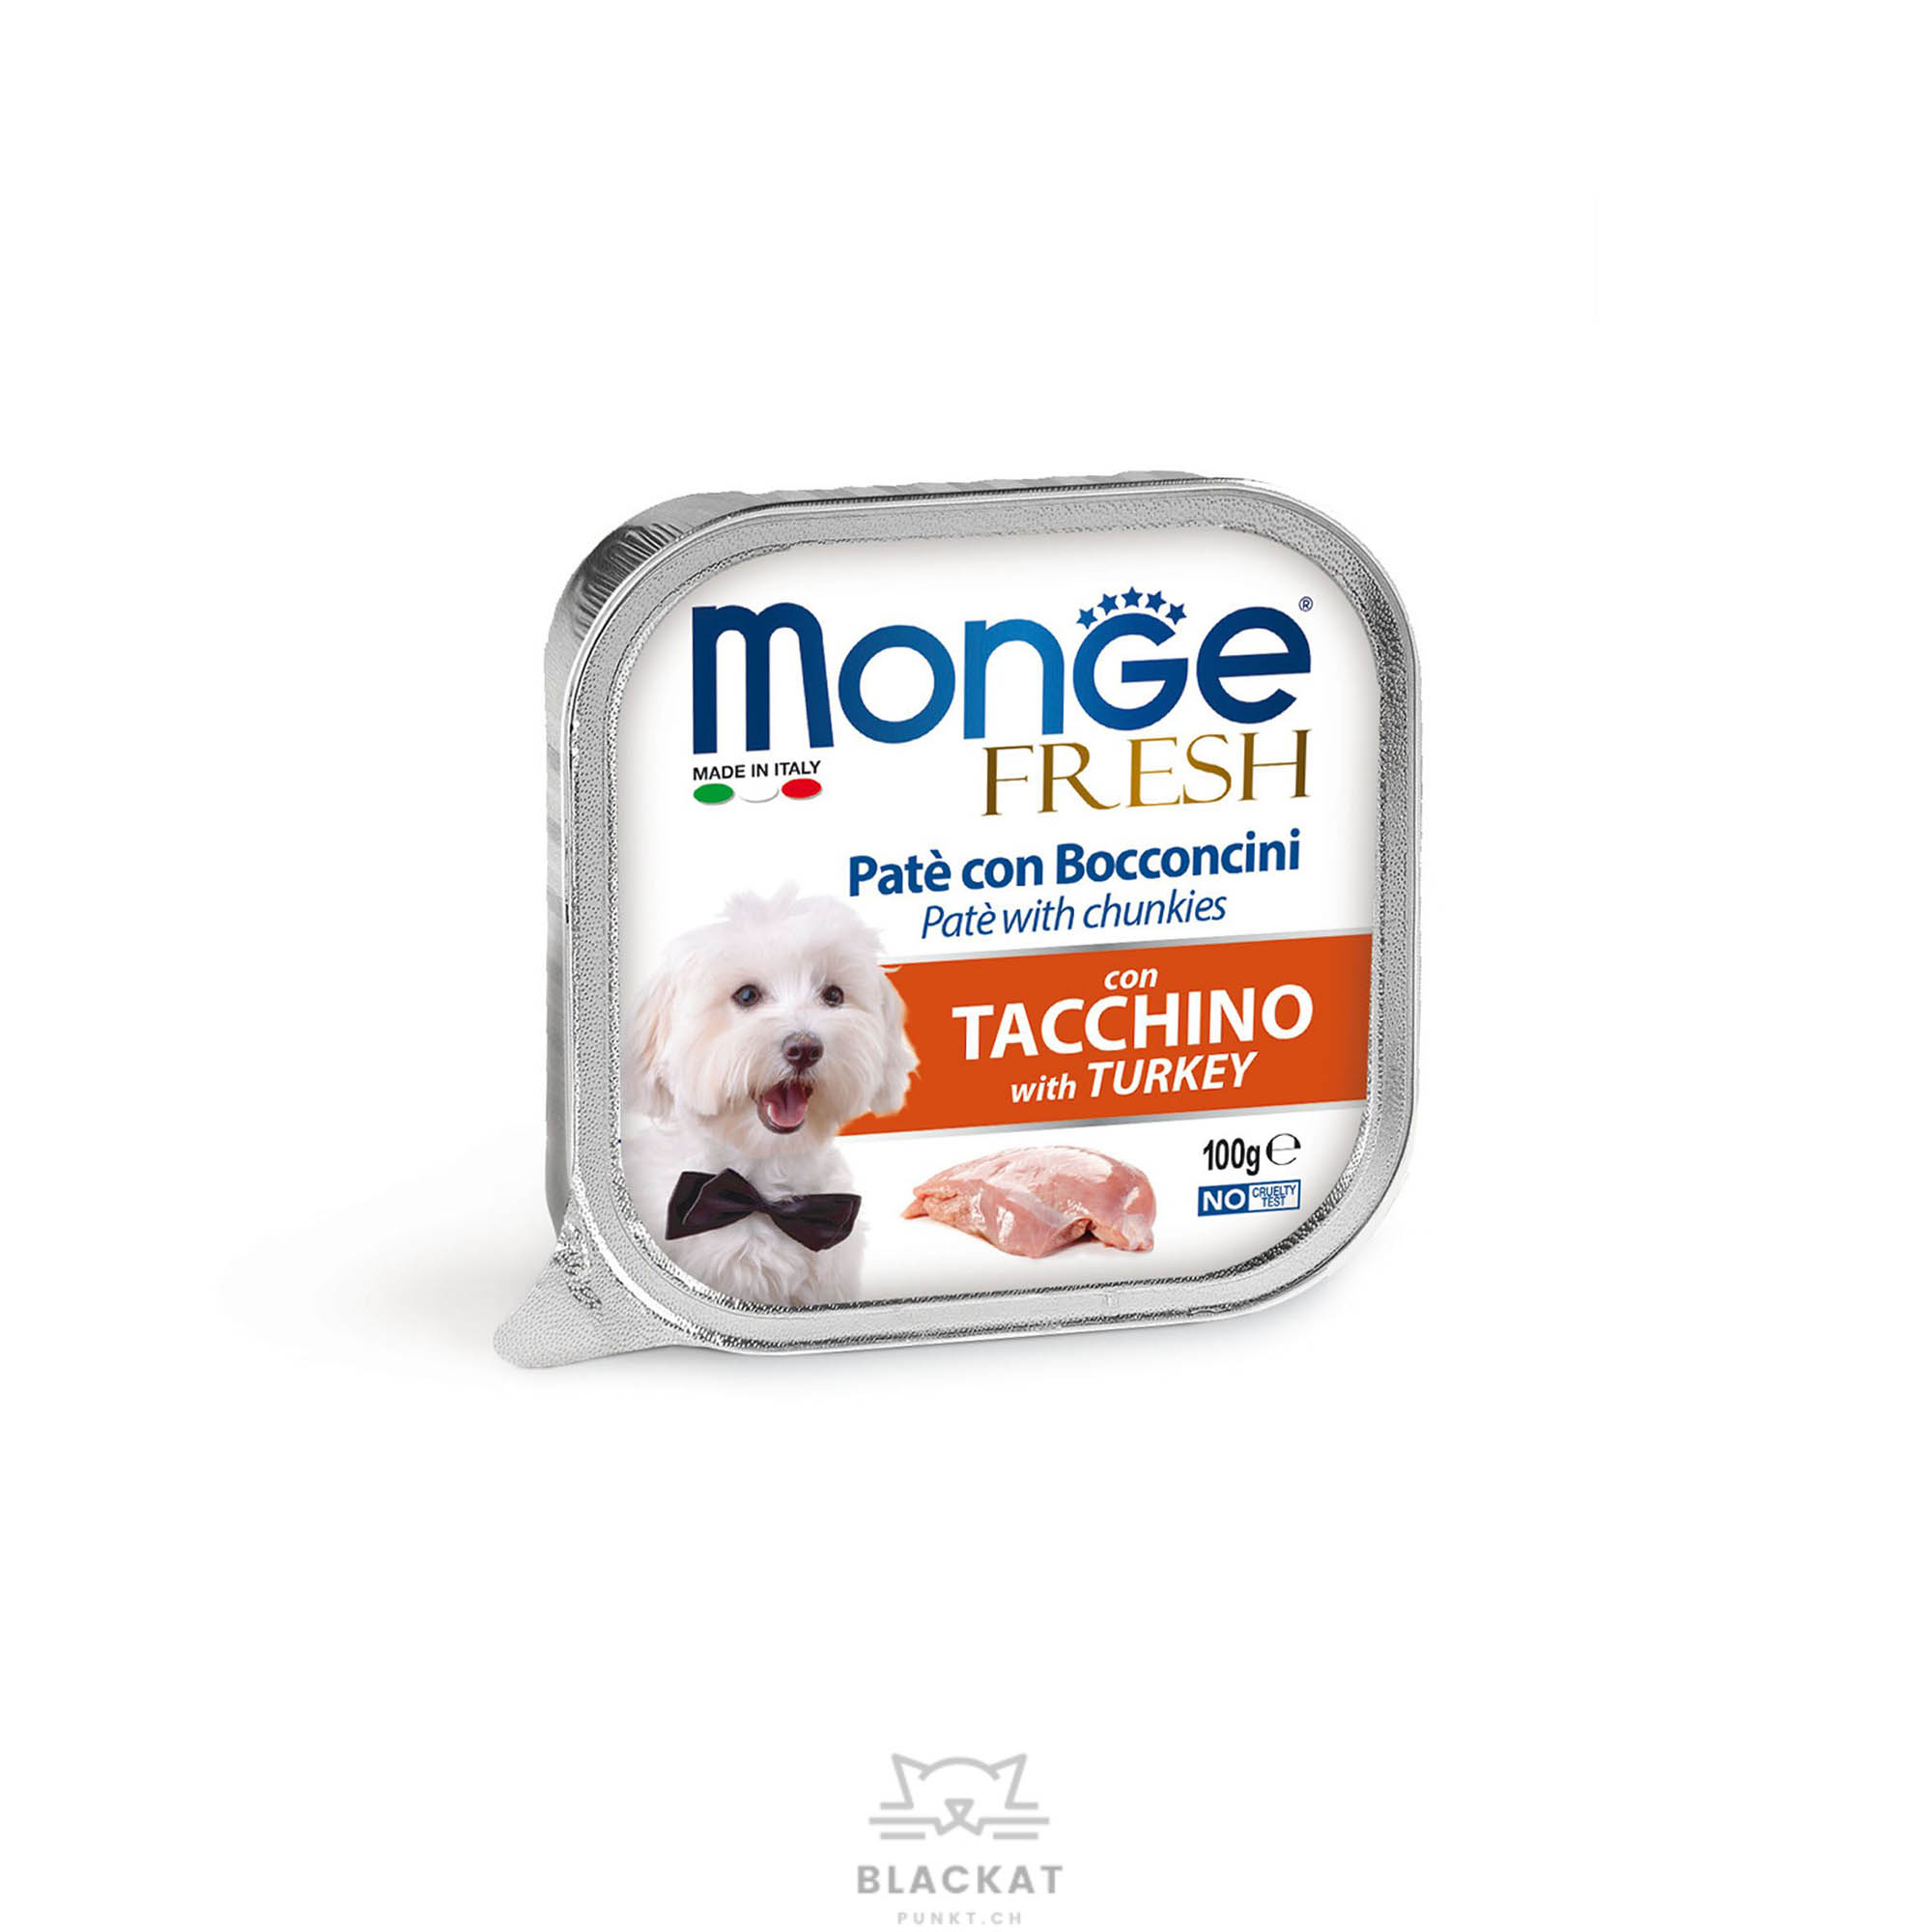 monGe®
FRESH
MADE IN ITALY
Patè con Bocconcini
Patè with chunkies
con
TACCHINO
with TURKEY
100g ℮
NO CRUELTY TEST
BLACKAT
PUNKT.CH